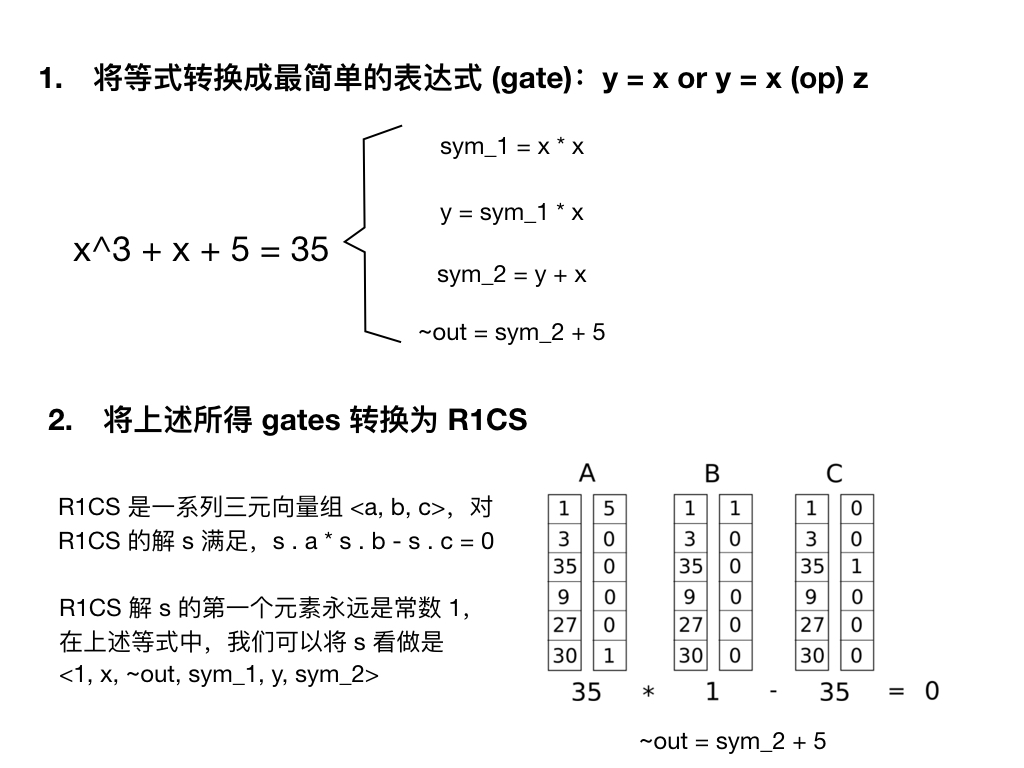 1. 将等式转换成最简单的表达式 (gate)：y = x or y = x (op) z
x^3 + x + 5 = 35
sym_1 = x * x
y = sym_1 * x
sym_2 = y + x
~out = sym_2 + 5
2. 将上述所得 gates 转换为 R1CS
R1CS 是一系列三元向量组 <a, b, c>，对
R1CS 的解 s 满足，s . a * s . b - s . c = 0
R1CS 解 s 的第一个元素永远是常数 1，
在上述等式中，我们可以将 s 看做是
<1, x, ~out, sym_1, y, sym_2>
A B C
1 5 1 1 1 0
3 0 3 0 3 0
35 0 35 0 35 1
9 0 9 0 9 0
27 0 27 0 27 0
30 1 30 0 30 0
35 * 1 - 35 = 0
~out = sym_2 + 5